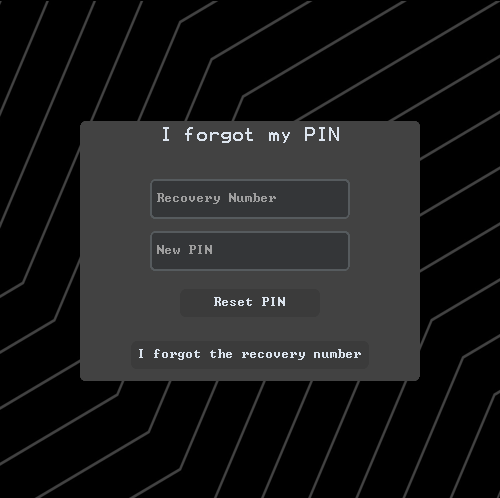 I forgot my PIN
Recovery Number
New PIN
Reset PIN
I forgot the recovery number